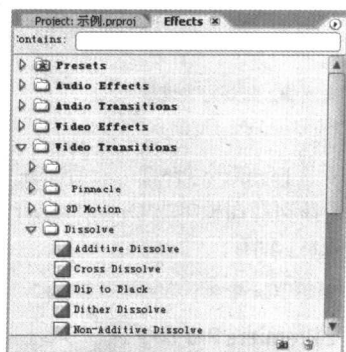 Project: 示例.prproj Effects
ontains:
Presets
Audio Effects
Audio Transitions
Video Effects
Video Transitions
Pinnacle
3D Motion
Dissolve
Additive Dissolve
Cross Dissolve
Dip to Black
Dither Dissolve
Non-Additive Dissolve